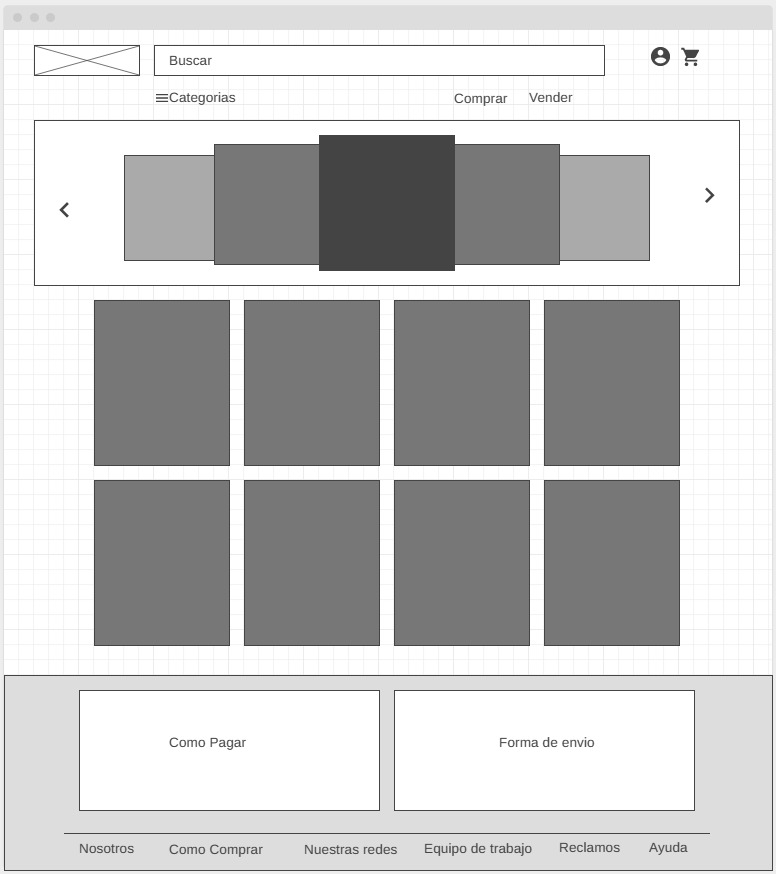 Buscar
Categorias
Comprar
Vender
Como Pagar
Forma de envio
Nosotros
Como Comprar
Nuestras redes
Equipo de trabajo
Reclamos
Ayuda